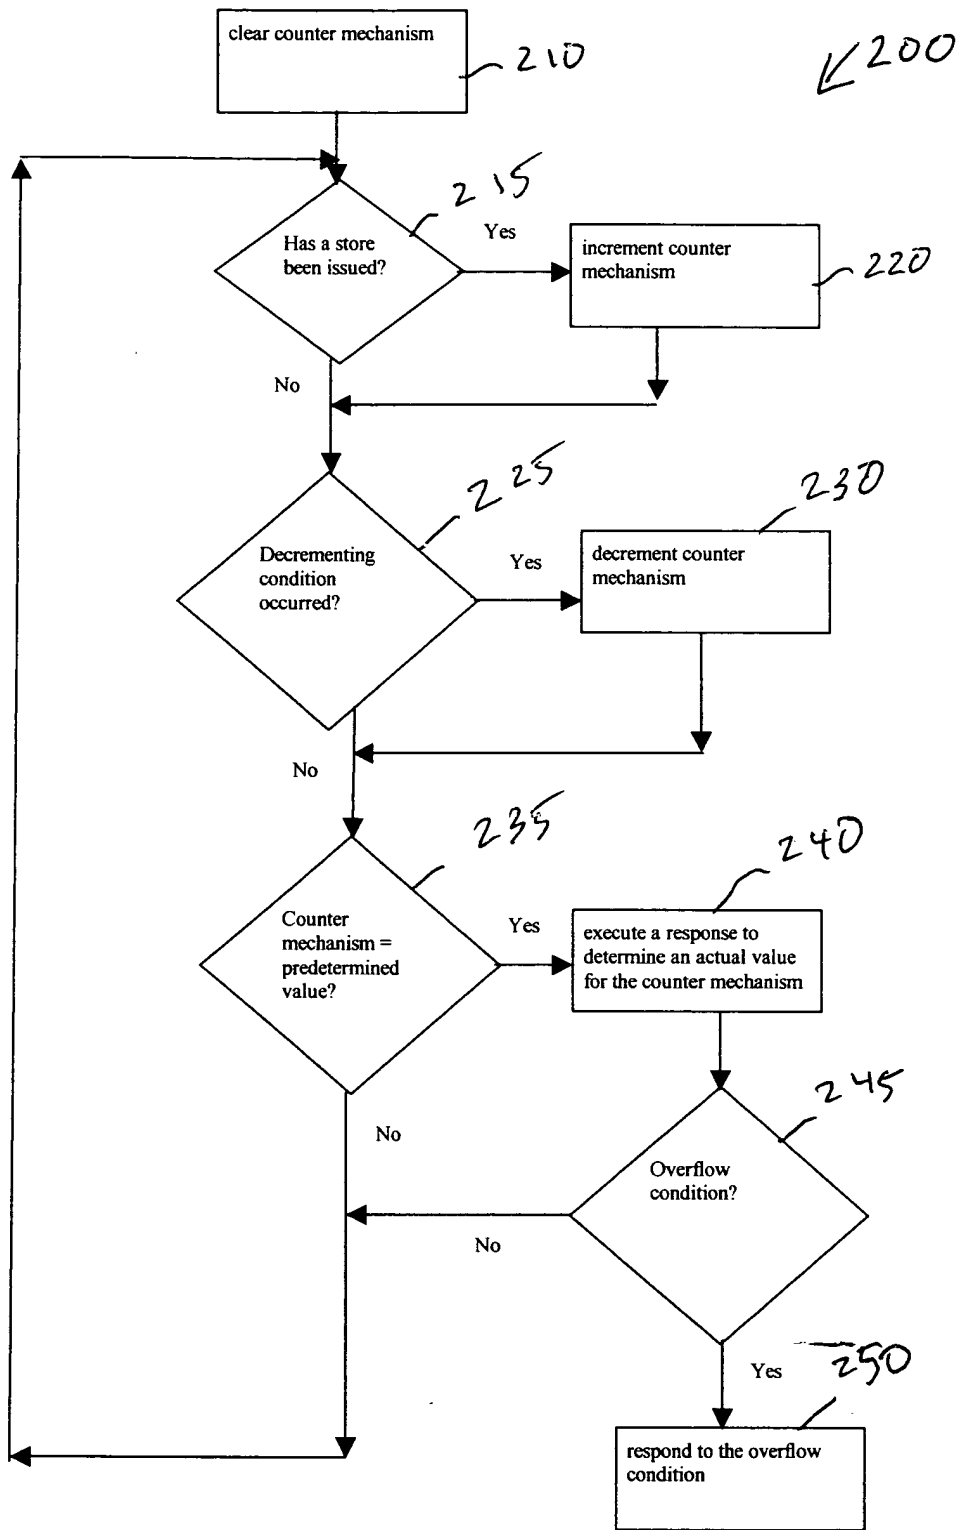 clear counter mechanism
210
200
215
Has a store
been issued?
Yes
increment counter
mechanism
220
No
225
230
Decrementing
condition
occurred?
Yes
decrement counter
mechanism
No
235
240
Counter
mechanism =
predetermined
value?
Yes
execute a response to
determine an actual value
for the counter mechanism
245
No
Overflow
condition?
No
Yes
250
respond to the overflow
condition